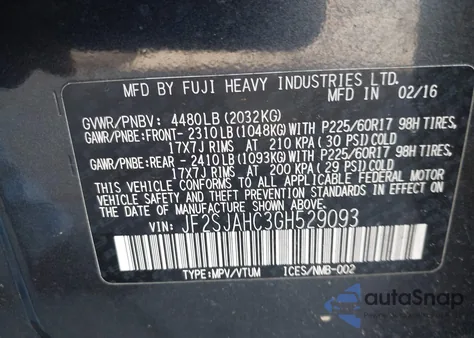 MFD BY FUJI HEAVY INDUSTRIES LTD.
GVWR/PNBV: 4480LB(2032KG) 02/16
GAWR/PNBE:FRONT- 2310LB(1048KG)WITH P225/60R17 98H TIRES,
17X7J RIMS AT 210 KPA(30 PSI)COLD
GAWR/PNBE:REAR - 2410LB(1093KG)WITH P225/60R17 98H TIRES,
17X7J RIMS AT 200 KPA(29 PSI)COLD
THIS VEHICLE CONFORMS TO ALL APPLICABLE FEDERAL MOTOR
VEHICLE SAFETY, BUMPER, AND THEFT PREVENTION STANDARDS
IN EFFECT ON THE DATE OF MANUFACTURE SHOWN ABOVE.
VIN: JF2SJAHC3GH529093
TYPE:MPV/VTUM ICES/NMB-002
autoSnap